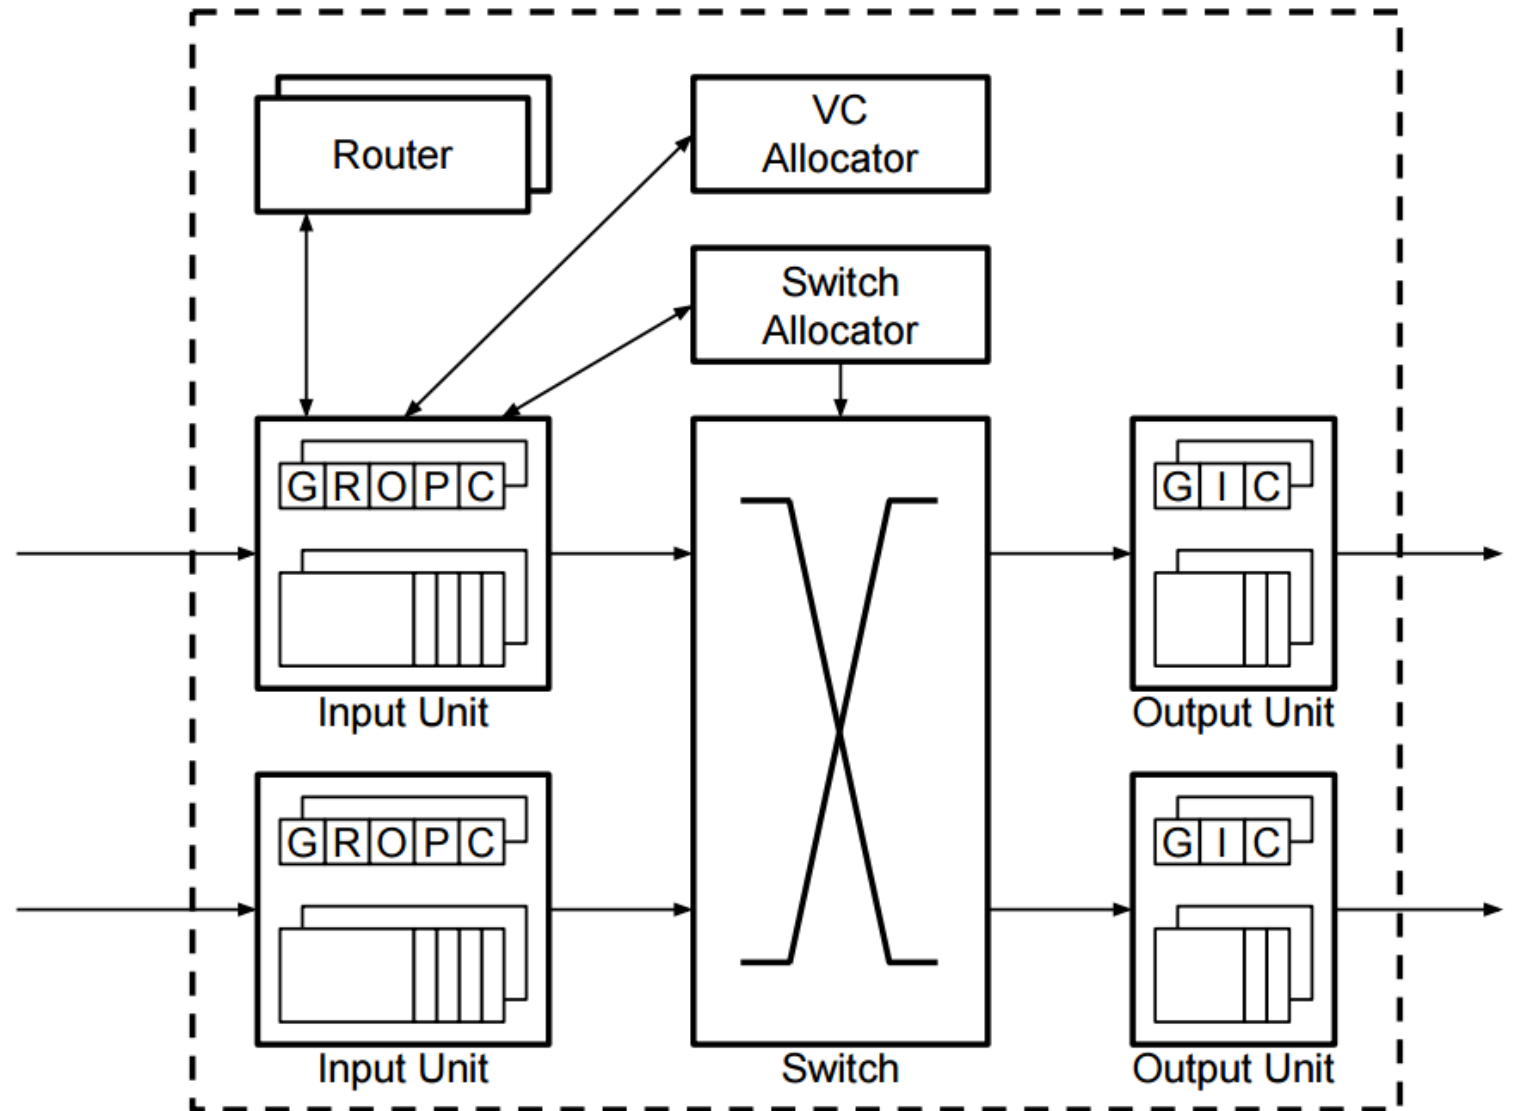 Router
VC
Allocator
Switch
Allocator
G R O P C
G I C
Input Unit
Output Unit
G R O P C
G I C
Input Unit
Switch
Output Unit